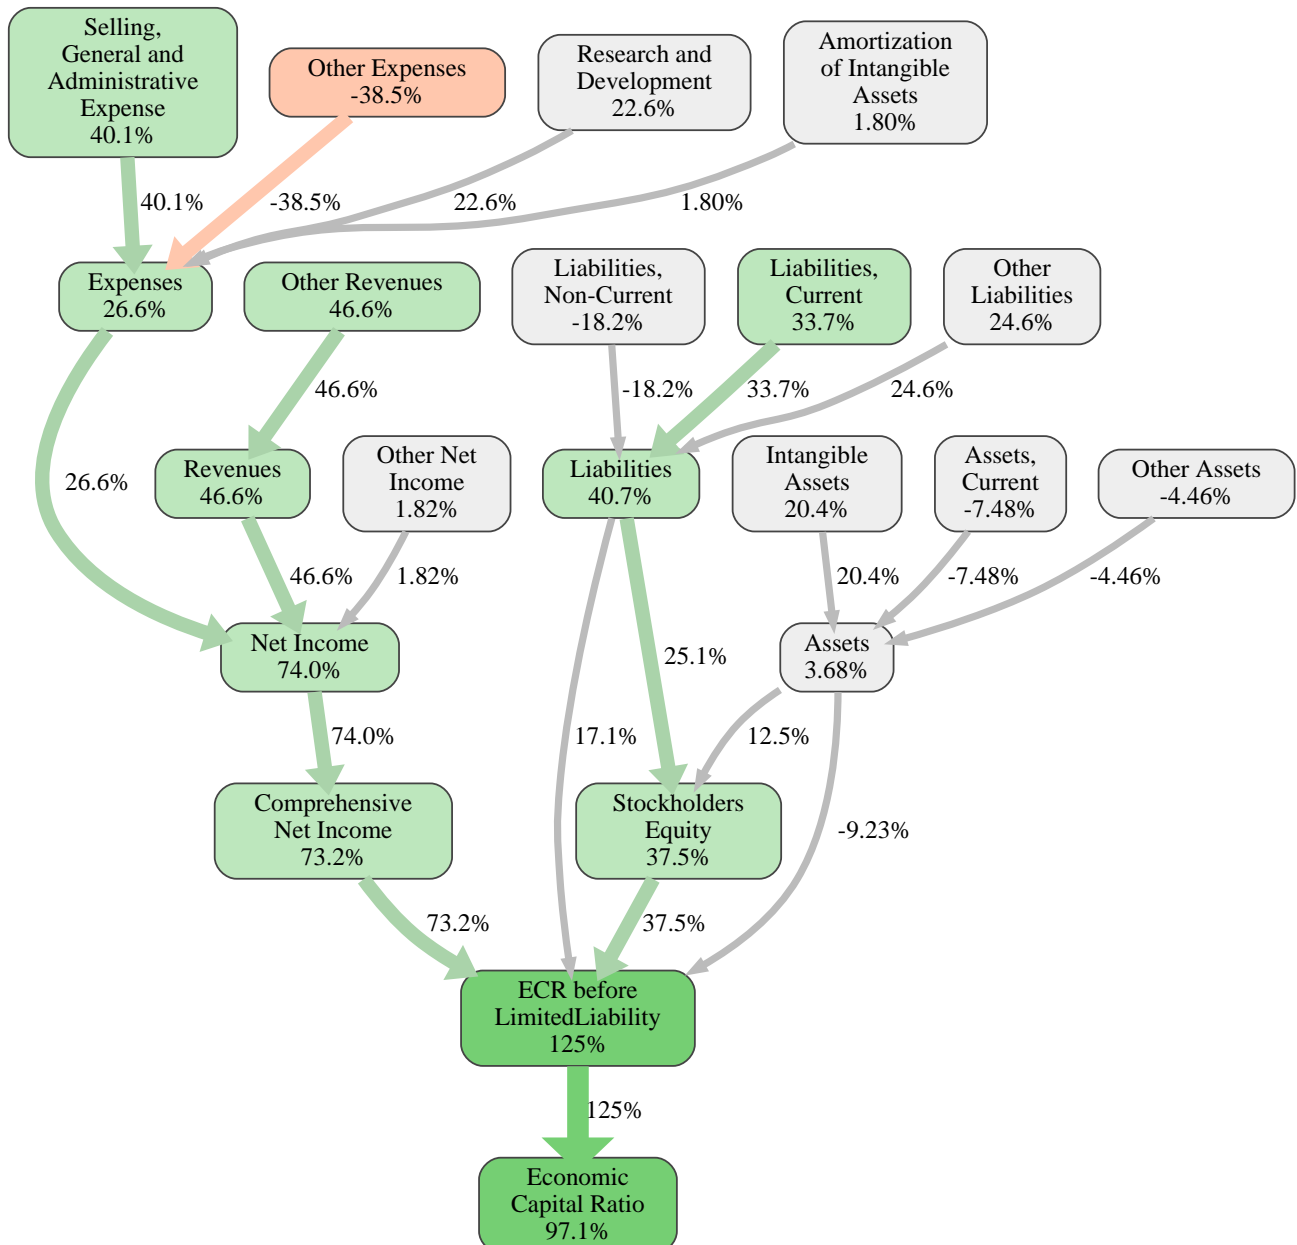 Selling,
General and
Administrative
Expense
40.1%
Other Expenses
-38.5%
Research and
Development
22.6%
Amortization
of Intangible
Assets
1.80%
40.1%
-38.5%
22.6%
1.80%
Expenses
26.6%
Other Revenues
46.6%
Liabilities,
Non-Current
-18.2%
Liabilities,
Current
33.7%
Other
Liabilities
24.6%
46.6%
-18.2%
33.7%
24.6%
26.6%
Revenues
46.6%
Other Net
Income
1.82%
Liabilities
40.7%
Intangible
Assets
20.4%
Assets,
Current
-7.48%
Other Assets
-4.46%
46.6%
1.82%
20.4%
-7.48%
-4.46%
Net Income
74.0%
25.1%
Assets
3.68%
74.0%
17.1%
12.5%
Comprehensive
Net Income
73.2%
Stockholders
Equity
37.5%
-9.23%
73.2%
37.5%
ECR before
LimitedLiability
125%
125%
Economic
Capital Ratio
97.1%